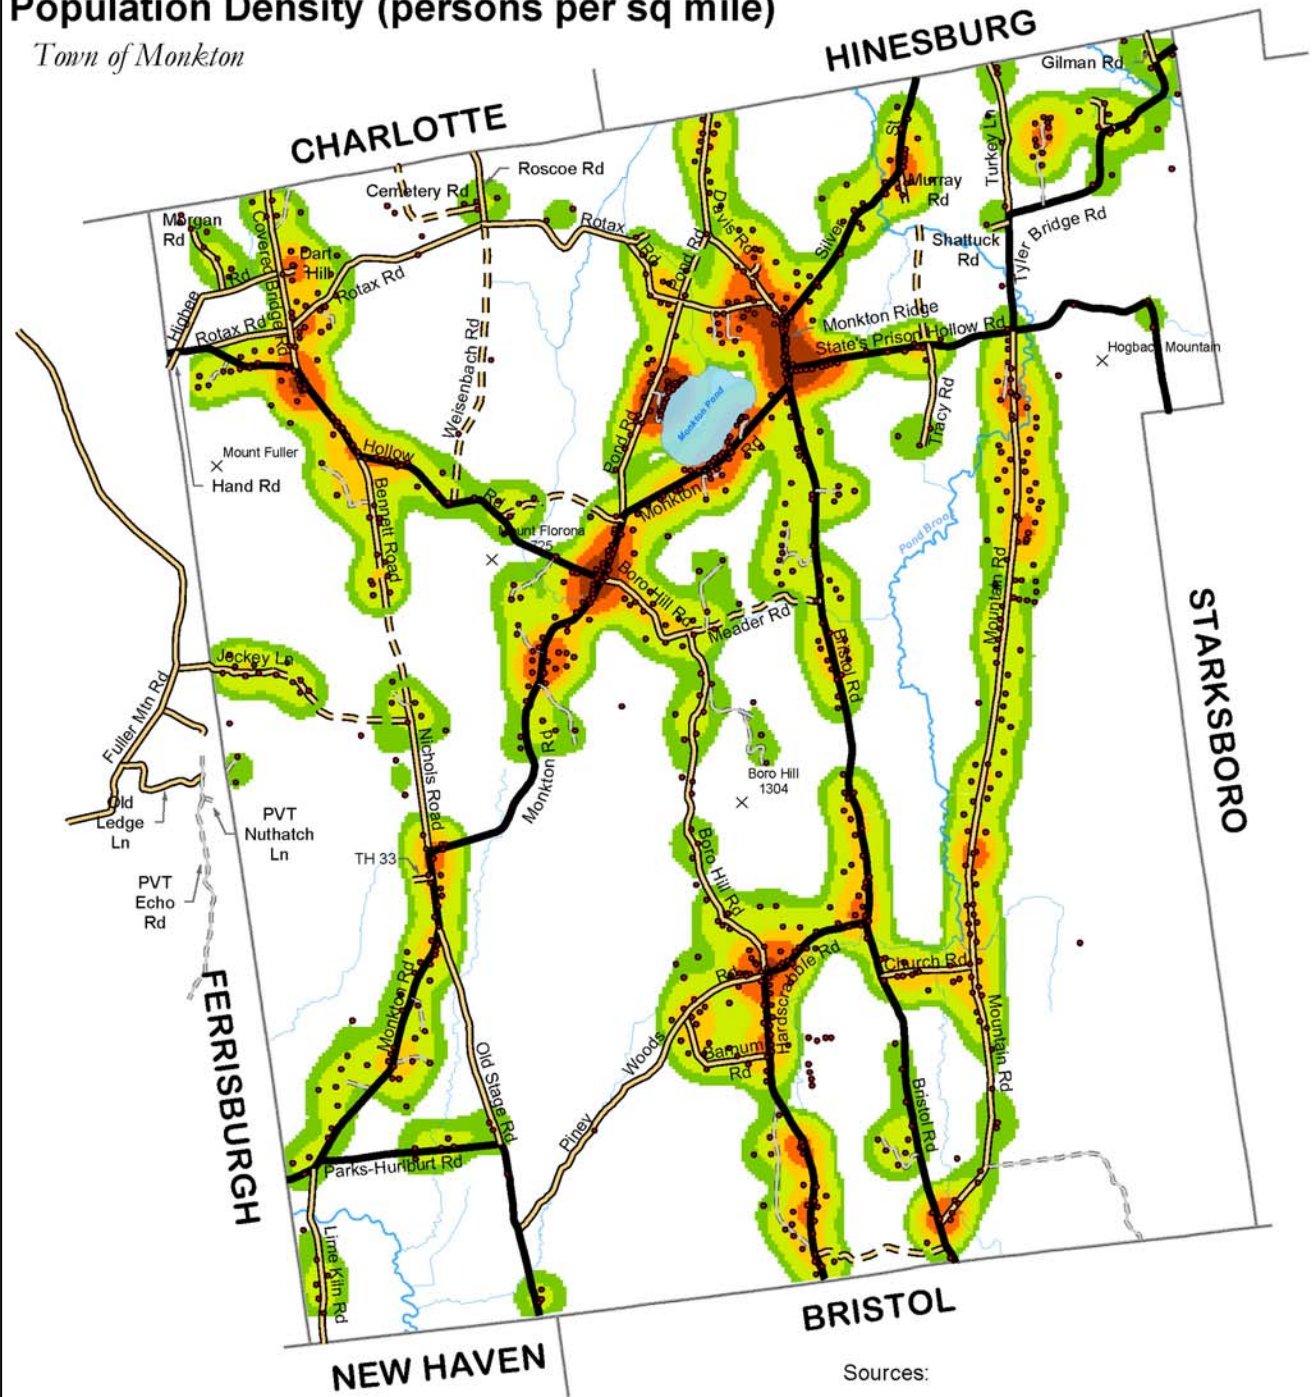 Population Density (persons per sq mile)
Town of Monkton
HINESBURG
Gilman Rd
CHARLOTTE
Roscoe Rd
Cemetery Rd
Turkey Ln
St
Murray
Rd
Morgan
Rd
Covered Bridge Rd
Dart
Hill
Rd
Rotax Rd
Davis Rd
Silver
Shattuck
Rd
Tyler Bridge Rd
Rotax Rd
Pond Rd
Higbee
Rotax Rd
Monkton Ridge
State's Prison Hollow Rd
Hogback Mountain
Weisenbach Rd
Tracy Rd
Monkton Pond
Pond Rd
Mount Fuller
Hand Rd
Hollow
Rd
Monkton Rd
Bennett Road
Mount Florona
725
Pond Brook
Boro Hill Rd
Meader Rd
Mountain Rd
STARKSBORO
Jockey Ln
Bristol Rd
Fuller Mtn Rd
Nichols Road
Monkton Rd
Boro Hill
1304
Old
Ledge
Ln
PVT
Nuthatch
Ln
TH 33
Boro Hill Rd
PVT
Echo
Rd
FERRISBURGH
Monkton Rd
Rd
Hardscrabble Rd
Church Rd
Mountain Rd
Woods
Barnum
Rd
Old Stage Rd
Piney
Bristol Rd
Parks-Hurlburt Rd
Lime Kiln Rd
BRISTOL
NEW HAVEN
Sources: